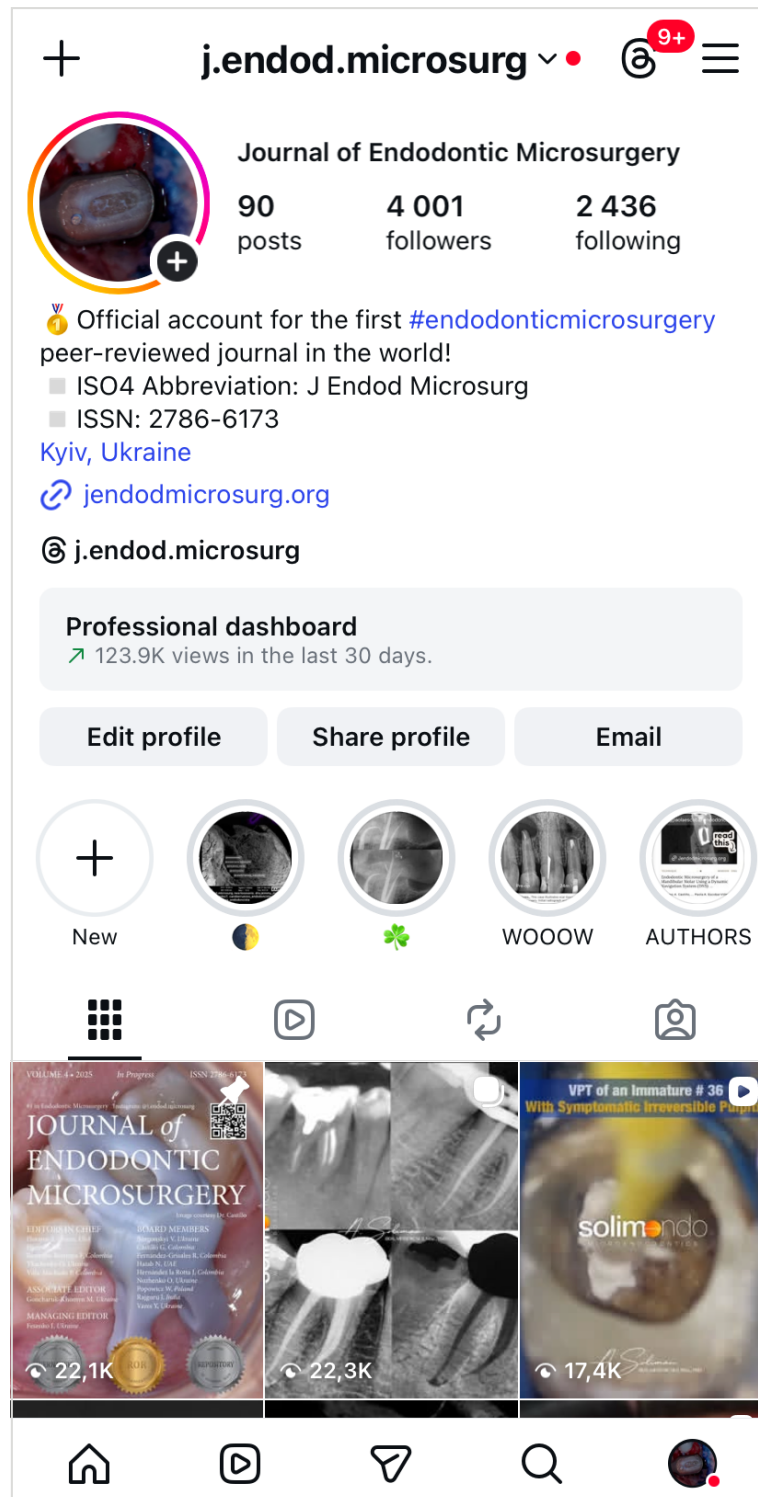 j.endod.microsurg
9+
Journal of Endodontic Microsurgery
90
posts
4 001
followers
2 436
following
🥇 Official account for the first #endodonticmicrosurgery
peer-reviewed journal in the world!
ISO4 Abbreviation: J Endod Microsurg
ISSN: 2786-6173
Kyiv, Ukraine
jendodmicrosurg.org
j.endod.microsurg
Professional dashboard
123.9K views in the last 30 days.
Edit profile
Share profile
Email
New
🌓
☘️
WOOOW
read
this
AUTHORS
VOLUME 4 • 2025
In Progress
ISSN 2786-6173
JOURNAL of
ENDODONTIC
MICROSURGERY
EDITORS IN CHIEF
BOARD MEMBERS
ASSOCIATE EDITOR
MANAGING EDITOR
22,1K
22,3K
VPT of an Immature # 36
With Symptomatic Irreversible
solimendo
17,4K